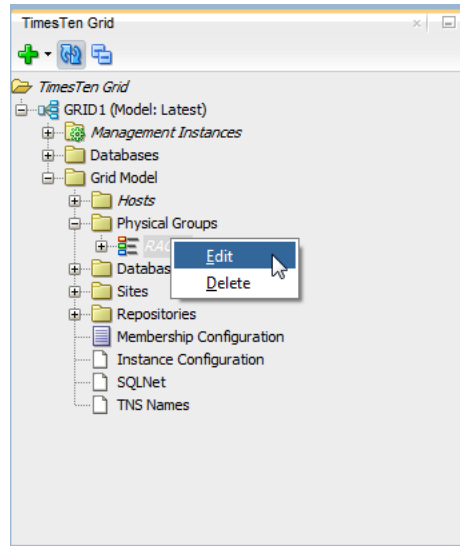 TimesTen Grid
TimesTen Grid
GRID1 (Model: Latest)
Management Instances
Databases
Grid Model
Hosts
Physical Groups
Edit
Delete
Sites
Repositories
Membership Configuration
Instance Configuration
SQLNet
TNS Names